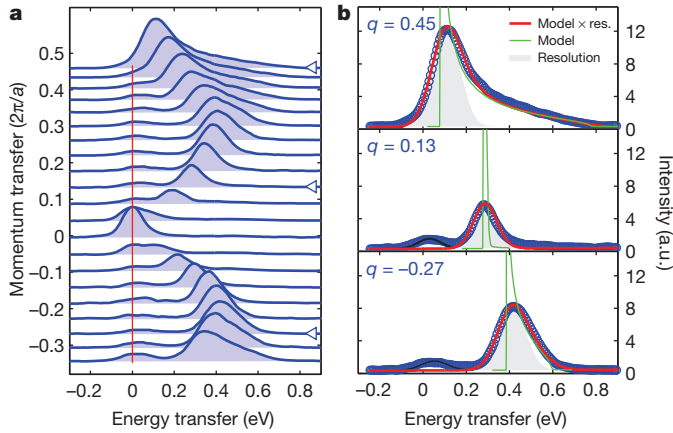 a
Momentum transfer (2π/a)
0.5
0.3
0.2
0.1
0
−0.1
−0.2
−0.3
−0.2 0 0.2 0.4 0.6 0.8
Energy transfer (eV)
b
q = 0.45
Model × res.
Model
Resolution
12
8
4
0
q = 0.13
12
8
4
0
q = −0.27
12
8
4
0
Intensity (a.u.)
−0.2 0 0.2 0.4 0.6 0.8
Energy transfer (eV)